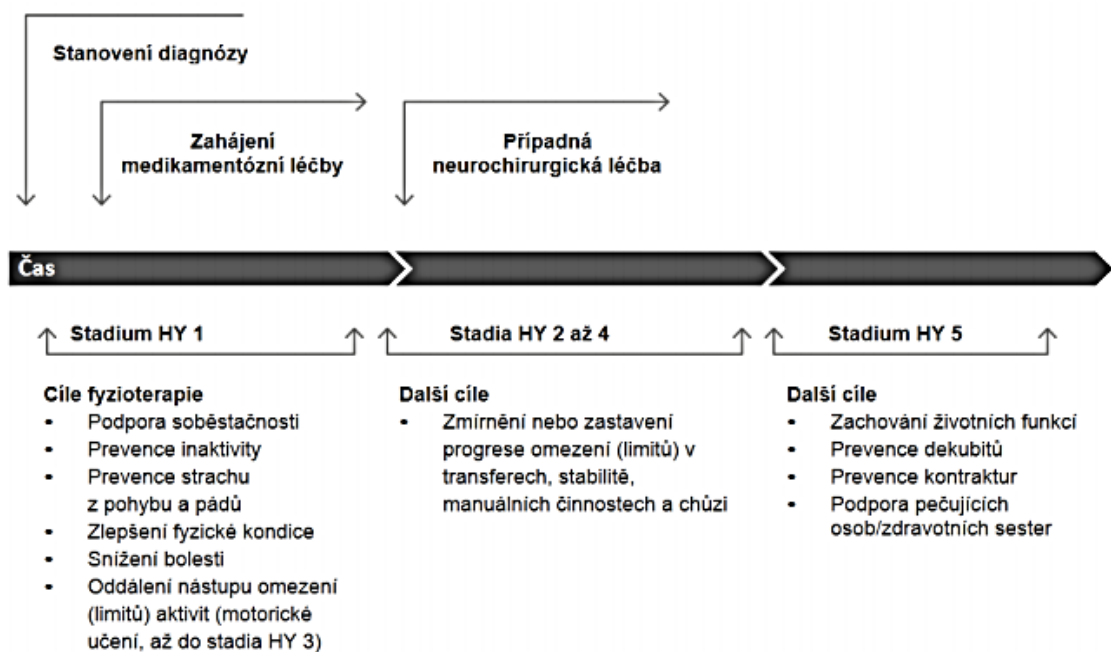 Stanovení diagnózy
Zahájení
medikamentózní léčby
Případná
neurochirurgická léčba
Čas
Stadium HY 1
Stadia HY 2 až 4
Stadium HY 5
Cíle fyzioterapie
• Podpora soběstačnosti
• Prevence inaktivity
• Prevence strachu
z pohybu a pádů
• Zlepšení fyzické kondice
• Snížení bolesti
• Oddálení nástupu omezení
(limitů) aktivit (motorické
učení, až do stadia HY 3)
Další cíle
• Zmírnění nebo zastavení
progrese omezení (limitů) v
transferech, stabilitě,
manuálních činnostech a chůzi
Další cíle
• Zachování životních funkcí
• Prevence dekubitů
• Prevence kontraktur
• Podpora pečujících
osob/zdravotních sester